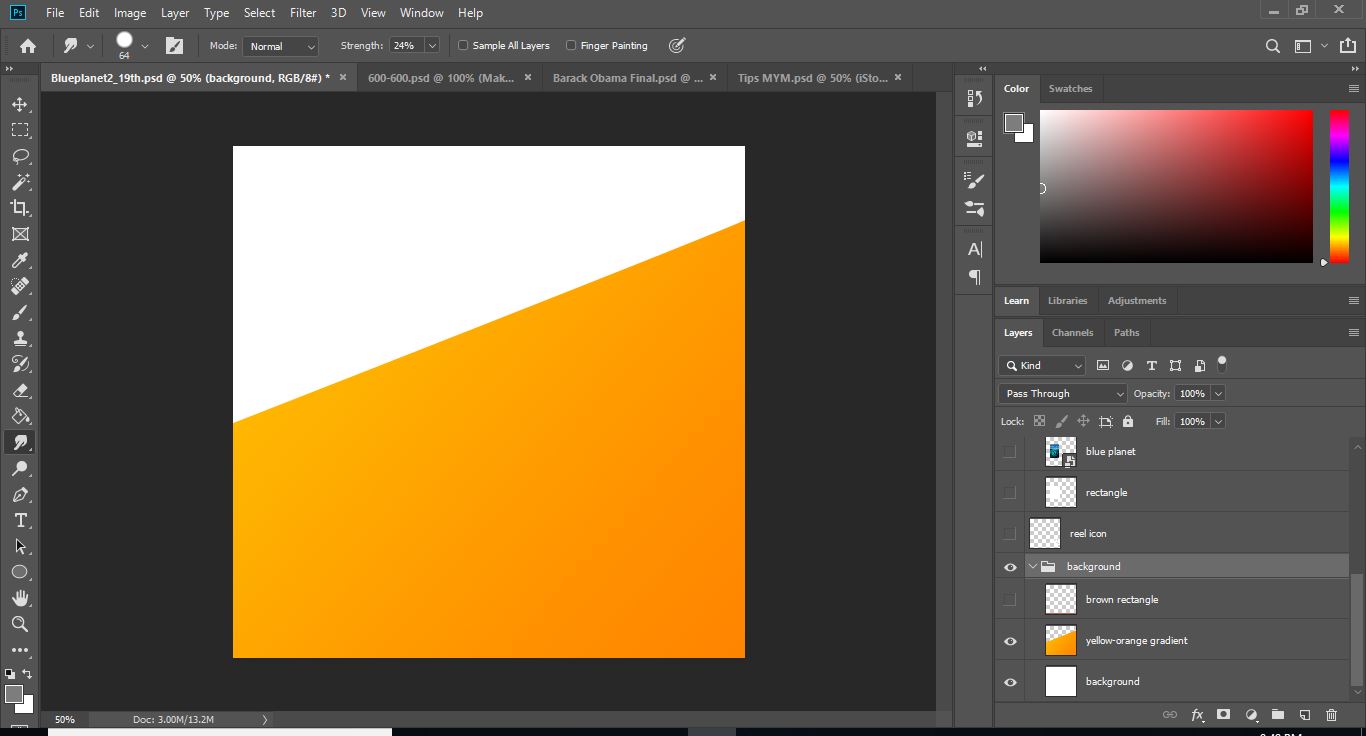 Ps File Edit Image Layer Type Select Filter 3D View Window Help
64 Mode: Normal Strength: 24% Sample All Layers Finger Painting
Blueplanet2_19th.psd @ 50% (background, RGB/8#) * 600-600.psd @ 100% (Mak... Barack Obama Final.psd @ ... Tips MYM.psd @ 50% (iSto...
Color Swatches
Learn Libraries Adjustments
Layers Channels Paths
Kind
Pass Through Opacity: 100%
Lock: Fill: 100%
blue planet
rectangle
reel icon
background
brown rectangle
yellow-orange gradient
background
50% Doc: 3.00M/13.2M